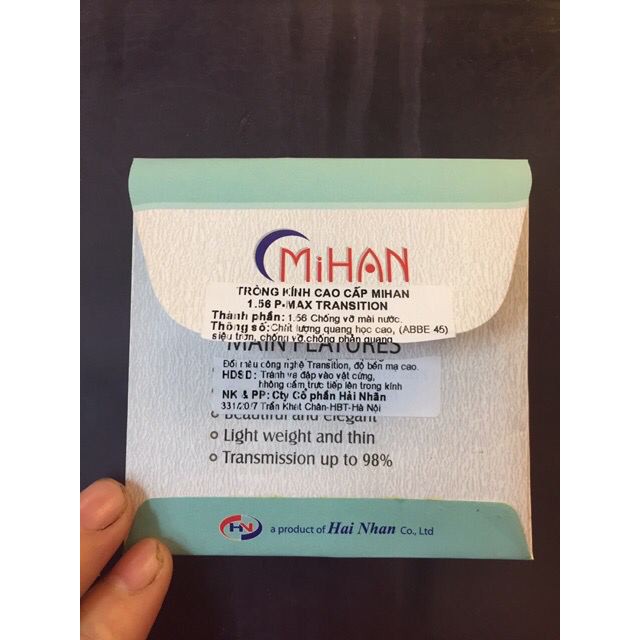 MiHAN
TRÒNG KÍNH CAO CẤP MIHAN
1.56 P-MAX TRANSITION
Thành phần: 1.56 Chống vỡ mài nước.
Thông số: Chất lượng quang học cao, (ABBE 45)
siêu trơn, chống vỡ, chống phản quang
MAIN FEATURES
Đổi màu công nghệ Transition, độ bền mạ cao.
HDSD: Tránh va đập vào vật cứng,
không cầm trực tiếp lên tròng kính
NK & PP: Cty Cổ phần Hải Nhãn
331/20/7 Trần Khát Chân-HBT-Hà Nội
Beautiful and elegant
Light weight and thin
Transmission up to 98%
HN a product of Hai Nhan Co., Ltd